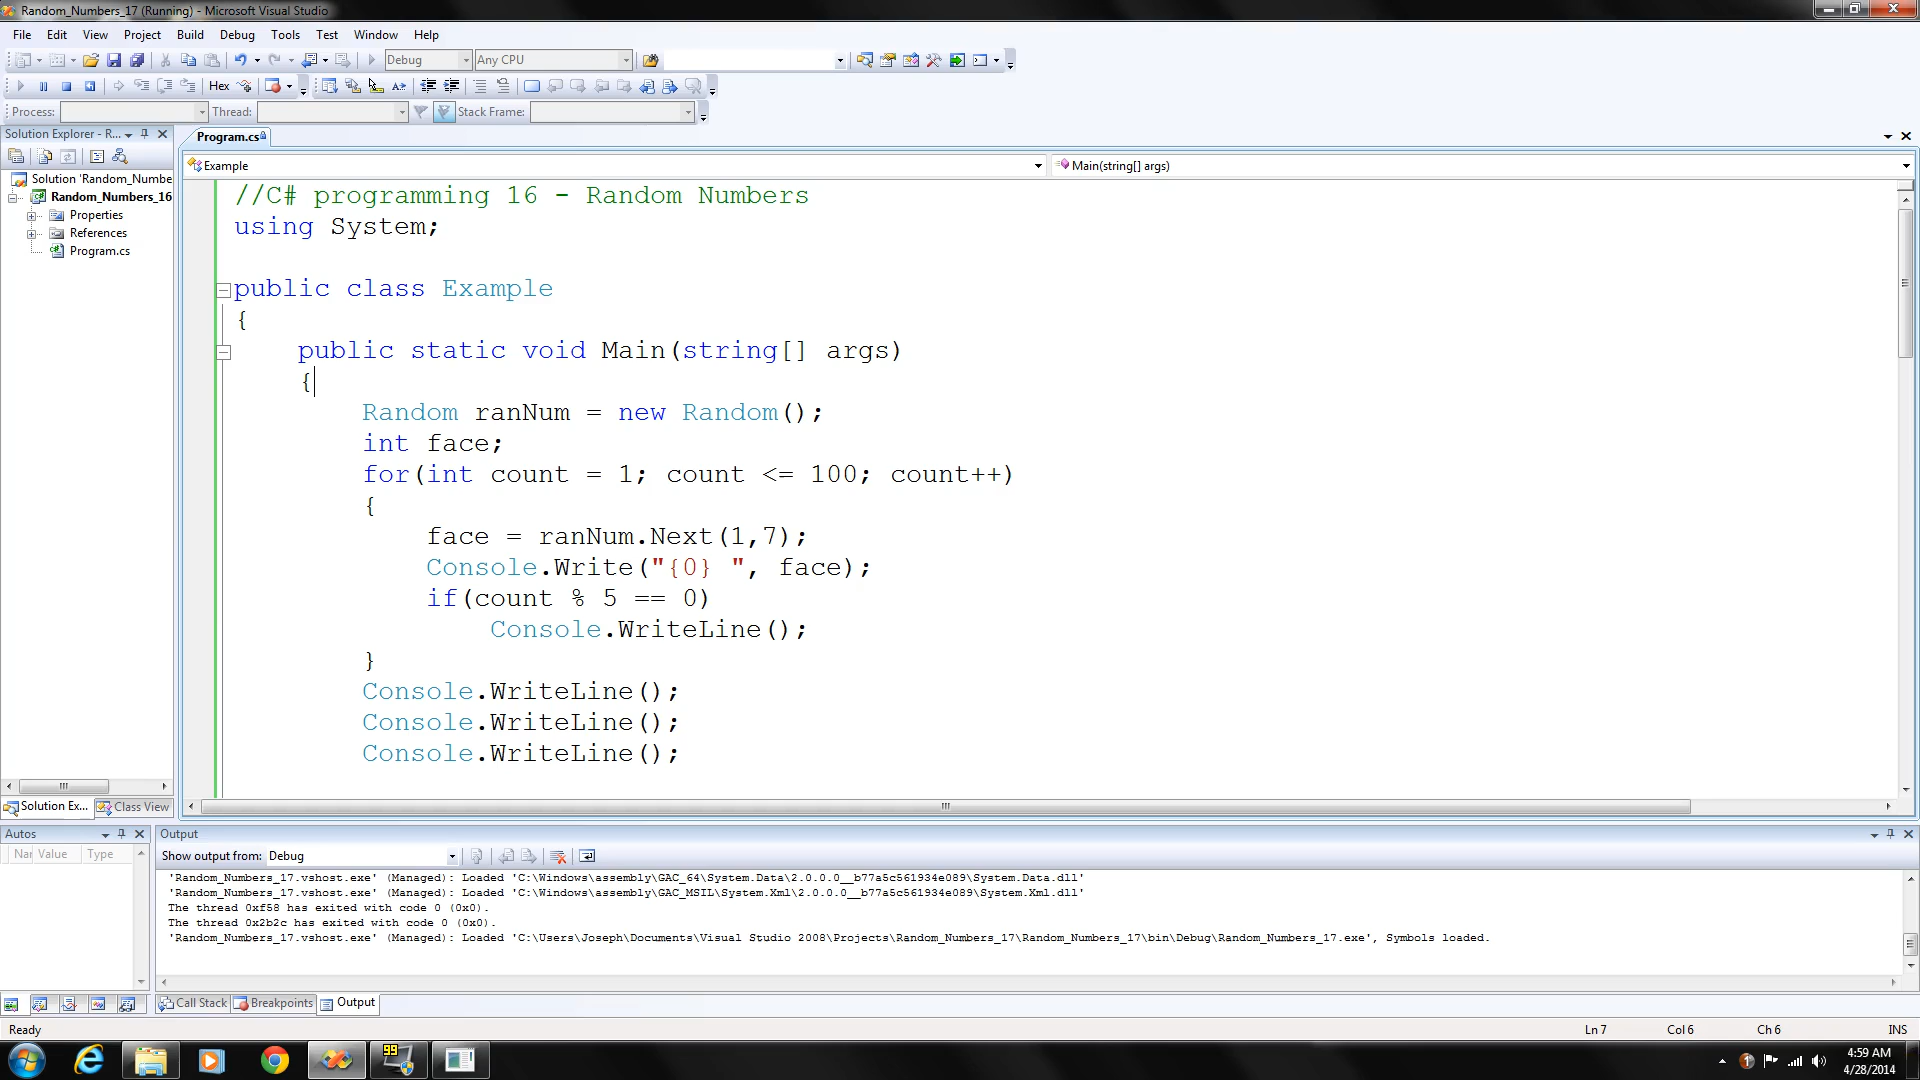 Random_Numbers_17 (Running) - Microsoft Visual Studio
File Edit View Project Build Debug Tools Test Window Help
Debug Any CPU
Hex
Process: Thread: Stack Frame:
Solution Explorer - R...
Program.cs
Example Main(string[] args)
Solution 'Random_Numbe
Random_Numbers_16
Properties
References
Program.cs
//C# programming 16 - Random Numbers
using System;
public class Example
{
public static void Main(string[] args)
{
Random ranNum = new Random();
int face;
for(int count = 1; count <= 100; count++)
{
face = ranNum.Next(1,7);
Console.Write("{0} ", face);
if(count % 5 == 0)
Console.WriteLine();
}
Console.WriteLine();
Console.WriteLine();
Console.WriteLine();
Solution Ex... Class View
Autos
Nar Value Type
Output
Show output from: Debug
'Random_Numbers_17.vshost.exe' (Managed): Loaded 'C:\Windows\assembly\GAC_64\System.Data\2.0.0.0__b77a5c561934e089\System.Data.dll'
'Random_Numbers_17.vshost.exe' (Managed): Loaded 'C:\Windows\assembly\GAC_MSIL\System.Xml\2.0.0.0__b77a5c561934e089\System.Xml.dll'
The thread 0xf58 has exited with code 0 (0x0).
The thread 0x2b2c has exited with code 0 (0x0).
'Random_Numbers_17.vshost.exe' (Managed): Loaded 'C:\Users\Joseph\Documents\Visual Studio 2008\Projects\Random_Numbers_17\Random_Numbers_17\bin\Debug\Random_Numbers_17.exe', Symbols loaded.
Call Stack Breakpoints Output
Ready Ln 7 Col 6 Ch 6 INS
99
4:59 AM
4/28/2014